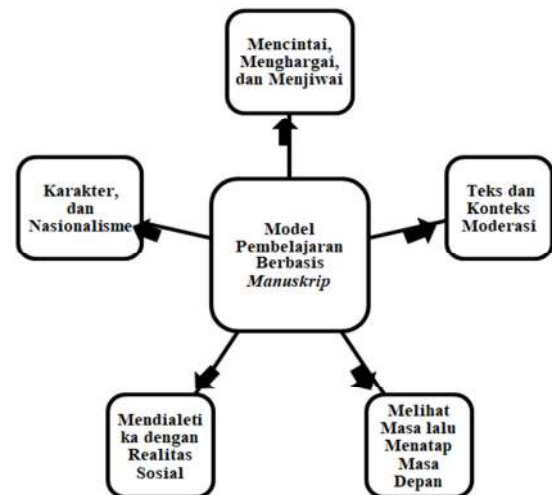 Mencintai,
Menghargai,
dan Menjiwai
Karakter,
dan
Nasionalisme
Model
Pembelajaran
Berbasis
Manuskrip
Teks dan
Konteks
Moderasi
Mendialeti
ka dengan
Realitas
Sosial
Melihat
Masa lalu
Menatap
Masa
Depan